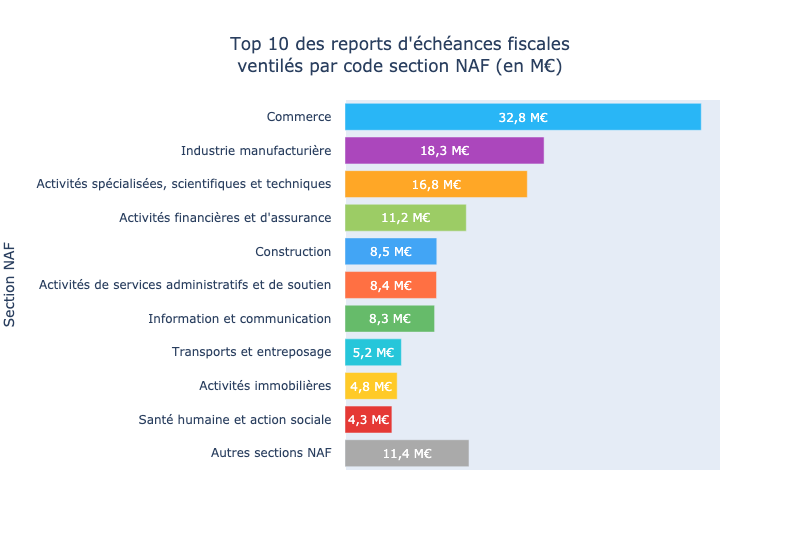 Top 10 des reports d'échéances fiscales
ventilés par code section NAF (en M€)
Section NAF
Commerce 32,8 M€
Industrie manufacturière 18,3 M€
Activités spécialisées, scientifiques et techniques 16,8 M€
Activités financières et d'assurance 11,2 M€
Construction 8,5 M€
Activités de services administratifs et de soutien 8,4 M€
Information et communication 8,3 M€
Transports et entreposage 5,2 M€
Activités immobilières 4,8 M€
Santé humaine et action sociale 4,3 M€
Autres sections NAF 11,4 M€